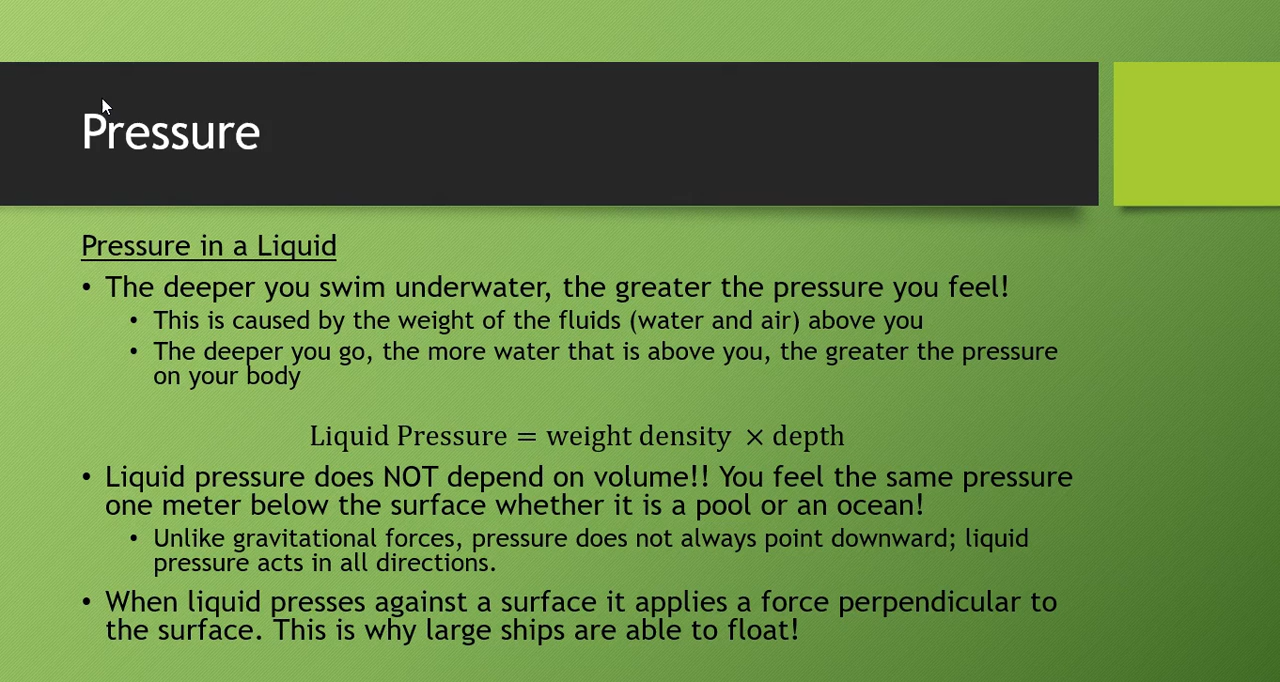 Pressure
Pressure in a Liquid
• The deeper you swim underwater, the greater the pressure you feel!
• This is caused by the weight of the fluids (water and air) above you
• The deeper you go, the more water that is above you, the greater the pressure
on your body
Liquid Pressure = weight density × depth
• Liquid pressure does NOT depend on volume!! You feel the same pressure
one meter below the surface whether it is a pool or an ocean!
• Unlike gravitational forces, pressure does not always point downward; liquid
pressure acts in all directions.
• When liquid presses against a surface it applies a force perpendicular to
the surface. This is why large ships are able to float!